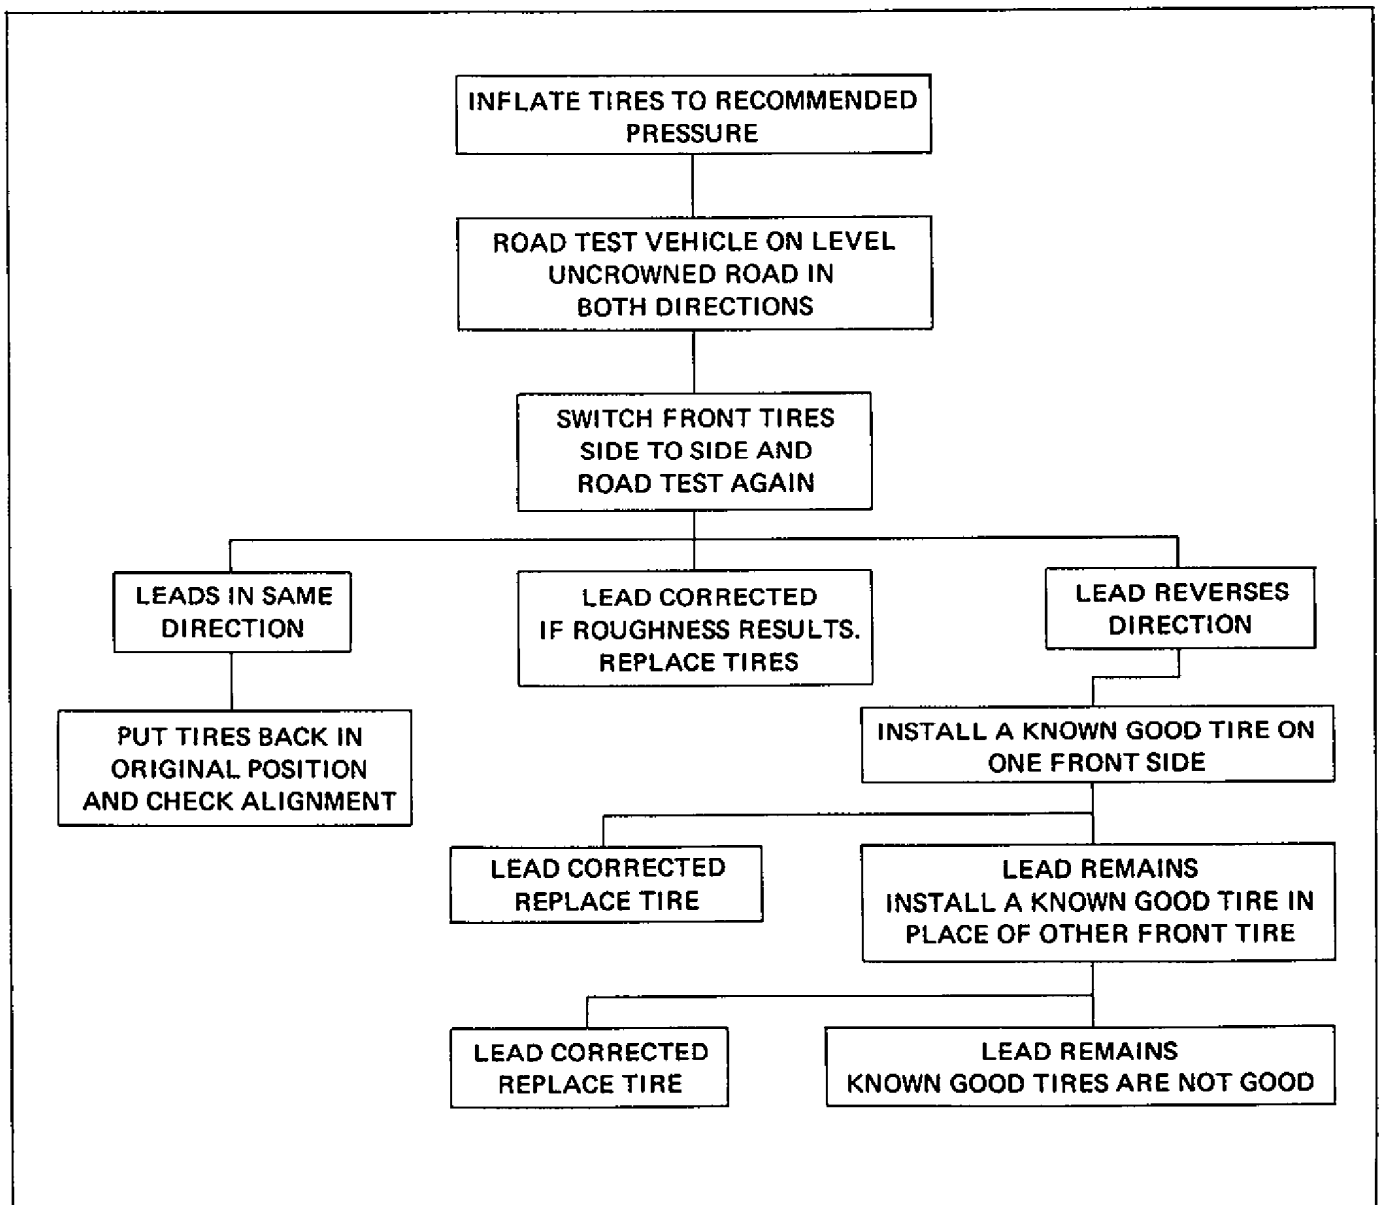 INFLATE TIRES TO RECOMMENDED
PRESSURE
ROAD TEST VEHICLE ON LEVEL
UNCROWNED ROAD IN
BOTH DIRECTIONS
SWITCH FRONT TIRES
SIDE TO SIDE AND
ROAD TEST AGAIN
LEADS IN SAME
DIRECTION
LEAD CORRECTED
IF ROUGHNESS RESULTS.
REPLACE TIRES
LEAD REVERSES
DIRECTION
PUT TIRES BACK IN
ORIGINAL POSITION
AND CHECK ALIGNMENT
INSTALL A KNOWN GOOD TIRE ON
ONE FRONT SIDE
LEAD CORRECTED
REPLACE TIRE
LEAD REMAINS
INSTALL A KNOWN GOOD TIRE IN
PLACE OF OTHER FRONT TIRE
LEAD CORRECTED
REPLACE TIRE
LEAD REMAINS
KNOWN GOOD TIRES ARE NOT GOOD